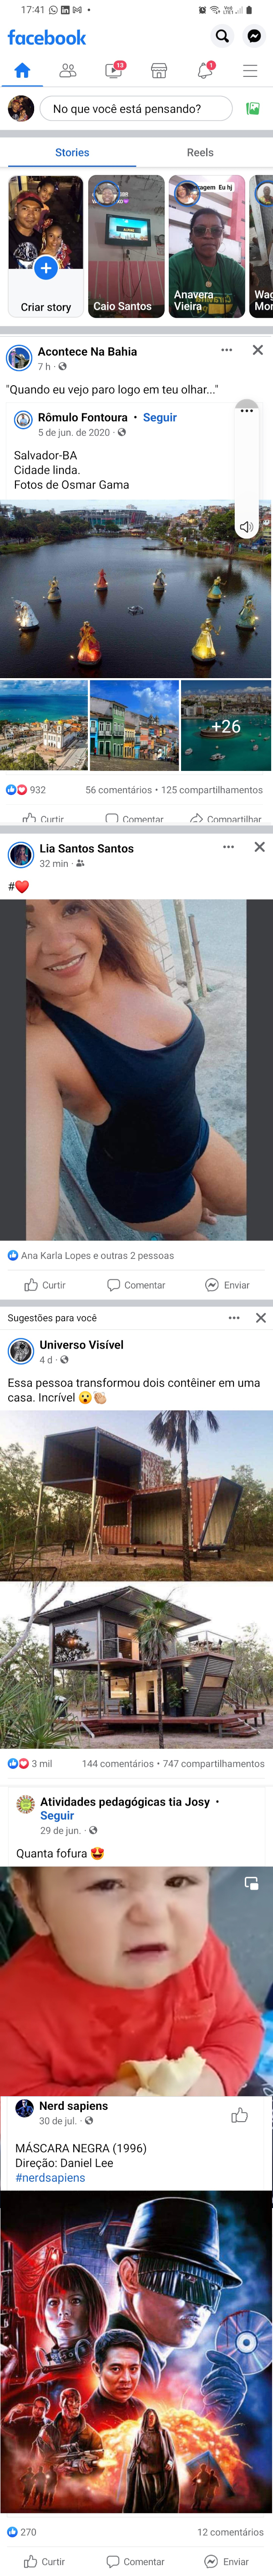 17:41
facebook
13
1
No que você está pensando?
Stories
Reels
Criar story
Caio Santos
Anavera
Vieira
Wag
Mor
Acontece Na Bahia
7 h ·
"Quando eu vejo paro logo em teu olhar..."
Rômulo Fontoura · Seguir
5 de jun. de 2020 ·
Salvador-BA
Cidade linda.
Fotos de Osmar Gama
+26
932
56 comentários • 125 compartilhamentos
Curtir
Comentar
Compartilhar
Lia Santos Santos
32 min ·
#❤️
Ana Karla Lopes e outras 2 pessoas
Curtir
Comentar
Enviar
Sugestões para você
Universo Visível
4 d ·
Essa pessoa transformou dois contêiner em uma
casa. Incrível 😮👏🏼
3 mil
144 comentários • 747 compartilhamentos
Atividades pedagógicas tia Josy ·
Seguir
29 de jun. ·
Quanta fofura 🤩
Nerd sapiens
30 de jul. ·
MÁSCARA NEGRA (1996)
Direção: Daniel Lee
#nerdsapiens
270
12 comentários
Curtir
Comentar
Enviar